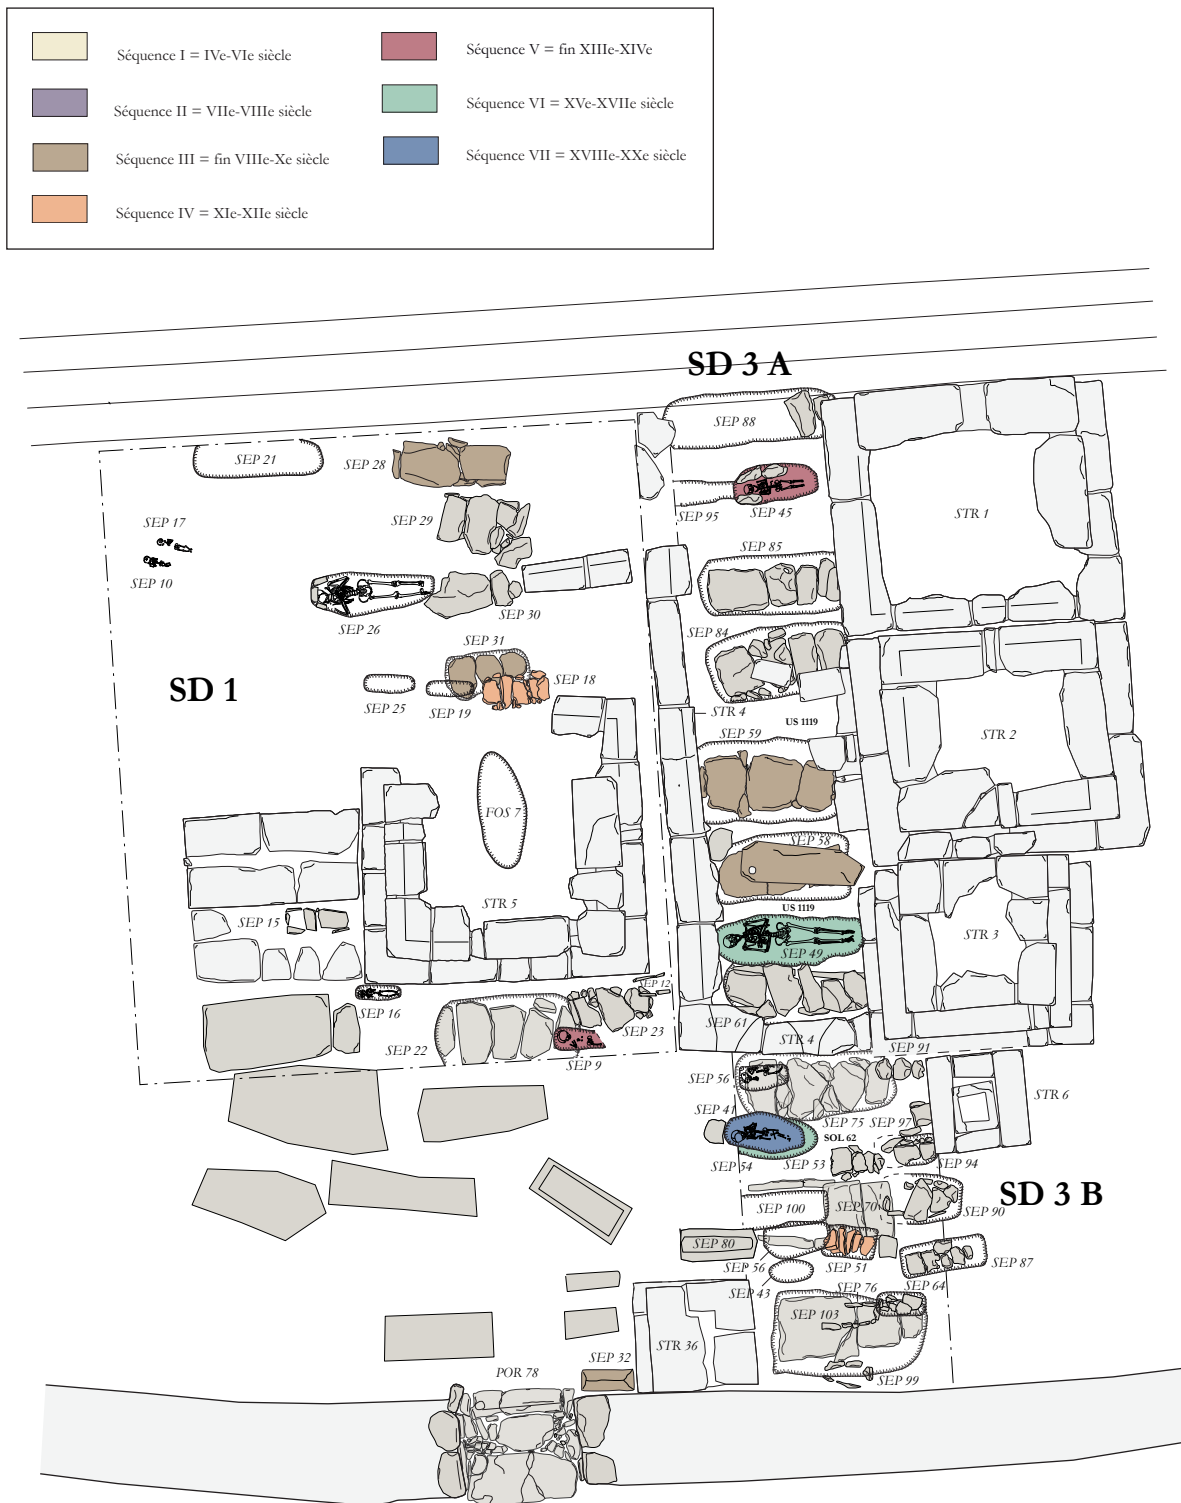 Séquence I = IVe-VIe siècle
Séquence II = VIIe-VIIIe siècle
Séquence III = fin VIIIe-Xe siècle
Séquence IV = XIe-XIIe siècle
Séquence V = fin XIIIe-XIVe
Séquence VI = XVe-XVIIe siècle
Séquence VII = XVIIIe-XXe siècle
SD 3 A
SEP 88
SEP 21
SEP 28
SEP 95
SEP 45
STR 1
SEP 17
SEP 29
SEP 10
SEP 85
SEP 26
SEP 30
SEP 84
SEP 31
SD 1
SEP 25
SEP 19
SEP 18
STR 4
US 1119
SEP 59
STR 2
FOS 7
SEP 58
SEP 15
STR 5
US 1119
STR 3
SEP 49
SEP 16
SEP 12
SEP 61
SEP 23
STR 4
SEP 22
SEP 9
SEP 91
SEP 56
STR 6
SEP 41
SEP 75
SEP 97
SOL 62
SEP 54
SEP 53
SEP 94
SD 3 B
SEP 100
SEP 70
SEP 90
SEP 80
SEP 56
SEP 51
SEP 87
SEP 43
SEP 76
SEP 64
SEP 103
STR 36
SEP 32
POR 78
SEP 99